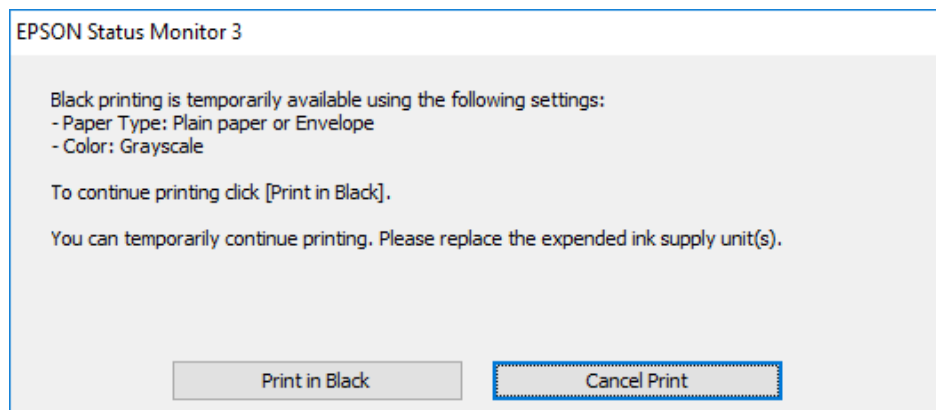 EPSON Status Monitor 3
Black printing is temporarily available using the following settings:
- Paper Type: Plain paper or Envelope
- Color: Grayscale
To continue printing click [Print in Black].
You can temporarily continue printing. Please replace the expended ink supply unit(s).
Print in Black
Cancel Print